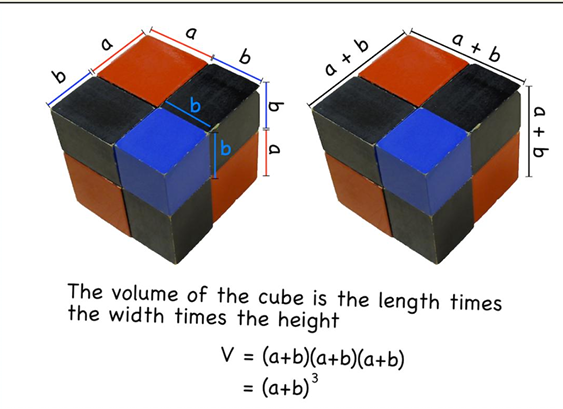 a
b
b
b
b
b
a
a
a + b
a + b
a + b
The volume of the cube is the length times
the width times the height
V = (a+b)(a+b)(a+b)
= (a+b)³